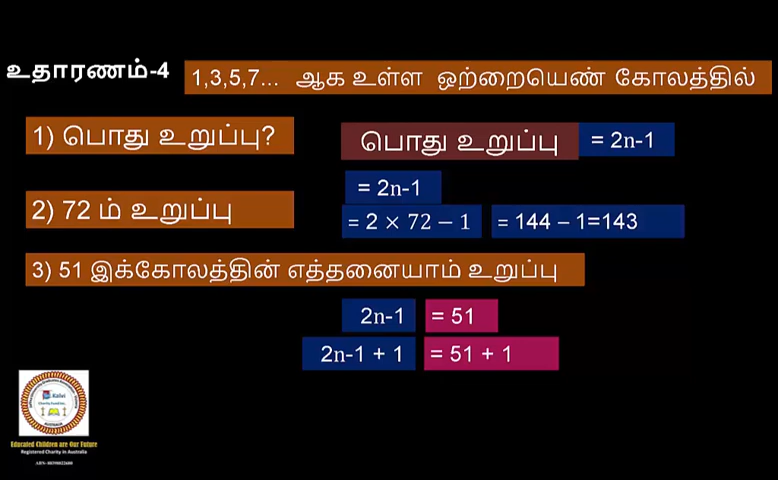 உதாரணம்-4 1,3,5,7... ஆக உள்ள ஒற்றையெண் கோலத்தில்
1) பொது உறுப்பு? பொது உறுப்பு = 2n-1
= 2n-1
2) 72 ம் உறுப்பு = 2 × 72 − 1 = 144 – 1=143
3) 51 இக்கோலத்தின் எத்தனையாம் உறுப்பு
2n-1 = 51
2n-1 + 1 = 51 + 1
Kalvi
AUSTRALIA
Educated Children are Our Future
Registered Charity in Australia